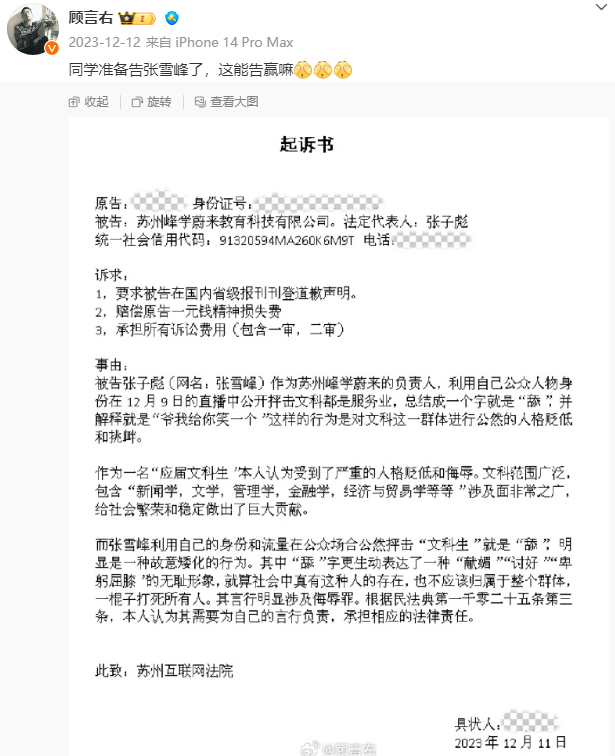 顾言右
2023-12-12 来自 iPhone 14 Pro Max
同学准备告张雪峰了，这能告赢嘛
收起 旋转 查看大图
起诉书
原告： 身份证号：
被告：苏州峰学蔚来教育科技有限公司。法定代表人：张子彪
统一社会信用代码：91320594MA260K6M9T 电话：
诉求：
1，要求被告在国内省级报刊刊登道歉声明。
2，赔偿原告一元钱精神损失费
3，承担所有诉讼费用（包含一审，二审）
事由：
被告张子彪（网名：张雪峰）作为苏州峰学蔚来的负责人，利用自己公众人物身
份在12月9日的直播中公开抨击文科都是服务业，总结成一个字就是“舔”，并
解释就是“爷我给你笑一个”这样的行为是对文科这一群体进行公然的人格贬低
和挑衅。
作为一名“应届文科生”本人认为受到了严重的人格贬低和侮辱。文科范围广泛，
包含“新闻学，文学，管理学，金融学，经济与贸易学等等”涉及面非常之广，
给社会繁荣和稳定做出了巨大贡献。
而张雪峰利用自己的身份和流量在公众场合公然抨击“文科生”就是“舔”，明
显是一种故意矮化的行为。其中“舔”字更生动表达了一种“献媚”“讨好”“卑
躬屈膝”的无耻形象，就算社会中真有这种人的存在，也不应该归属于整个群体，
一棍子打死所有人。其言行明显涉及侮辱罪。根据民法典第一千零二十五条第三
条，本人认为其需要为自己的言行负责，承担相应的法律责任。
此致：苏州互联网法院
具状人：
2023年12月11日
@顾言右